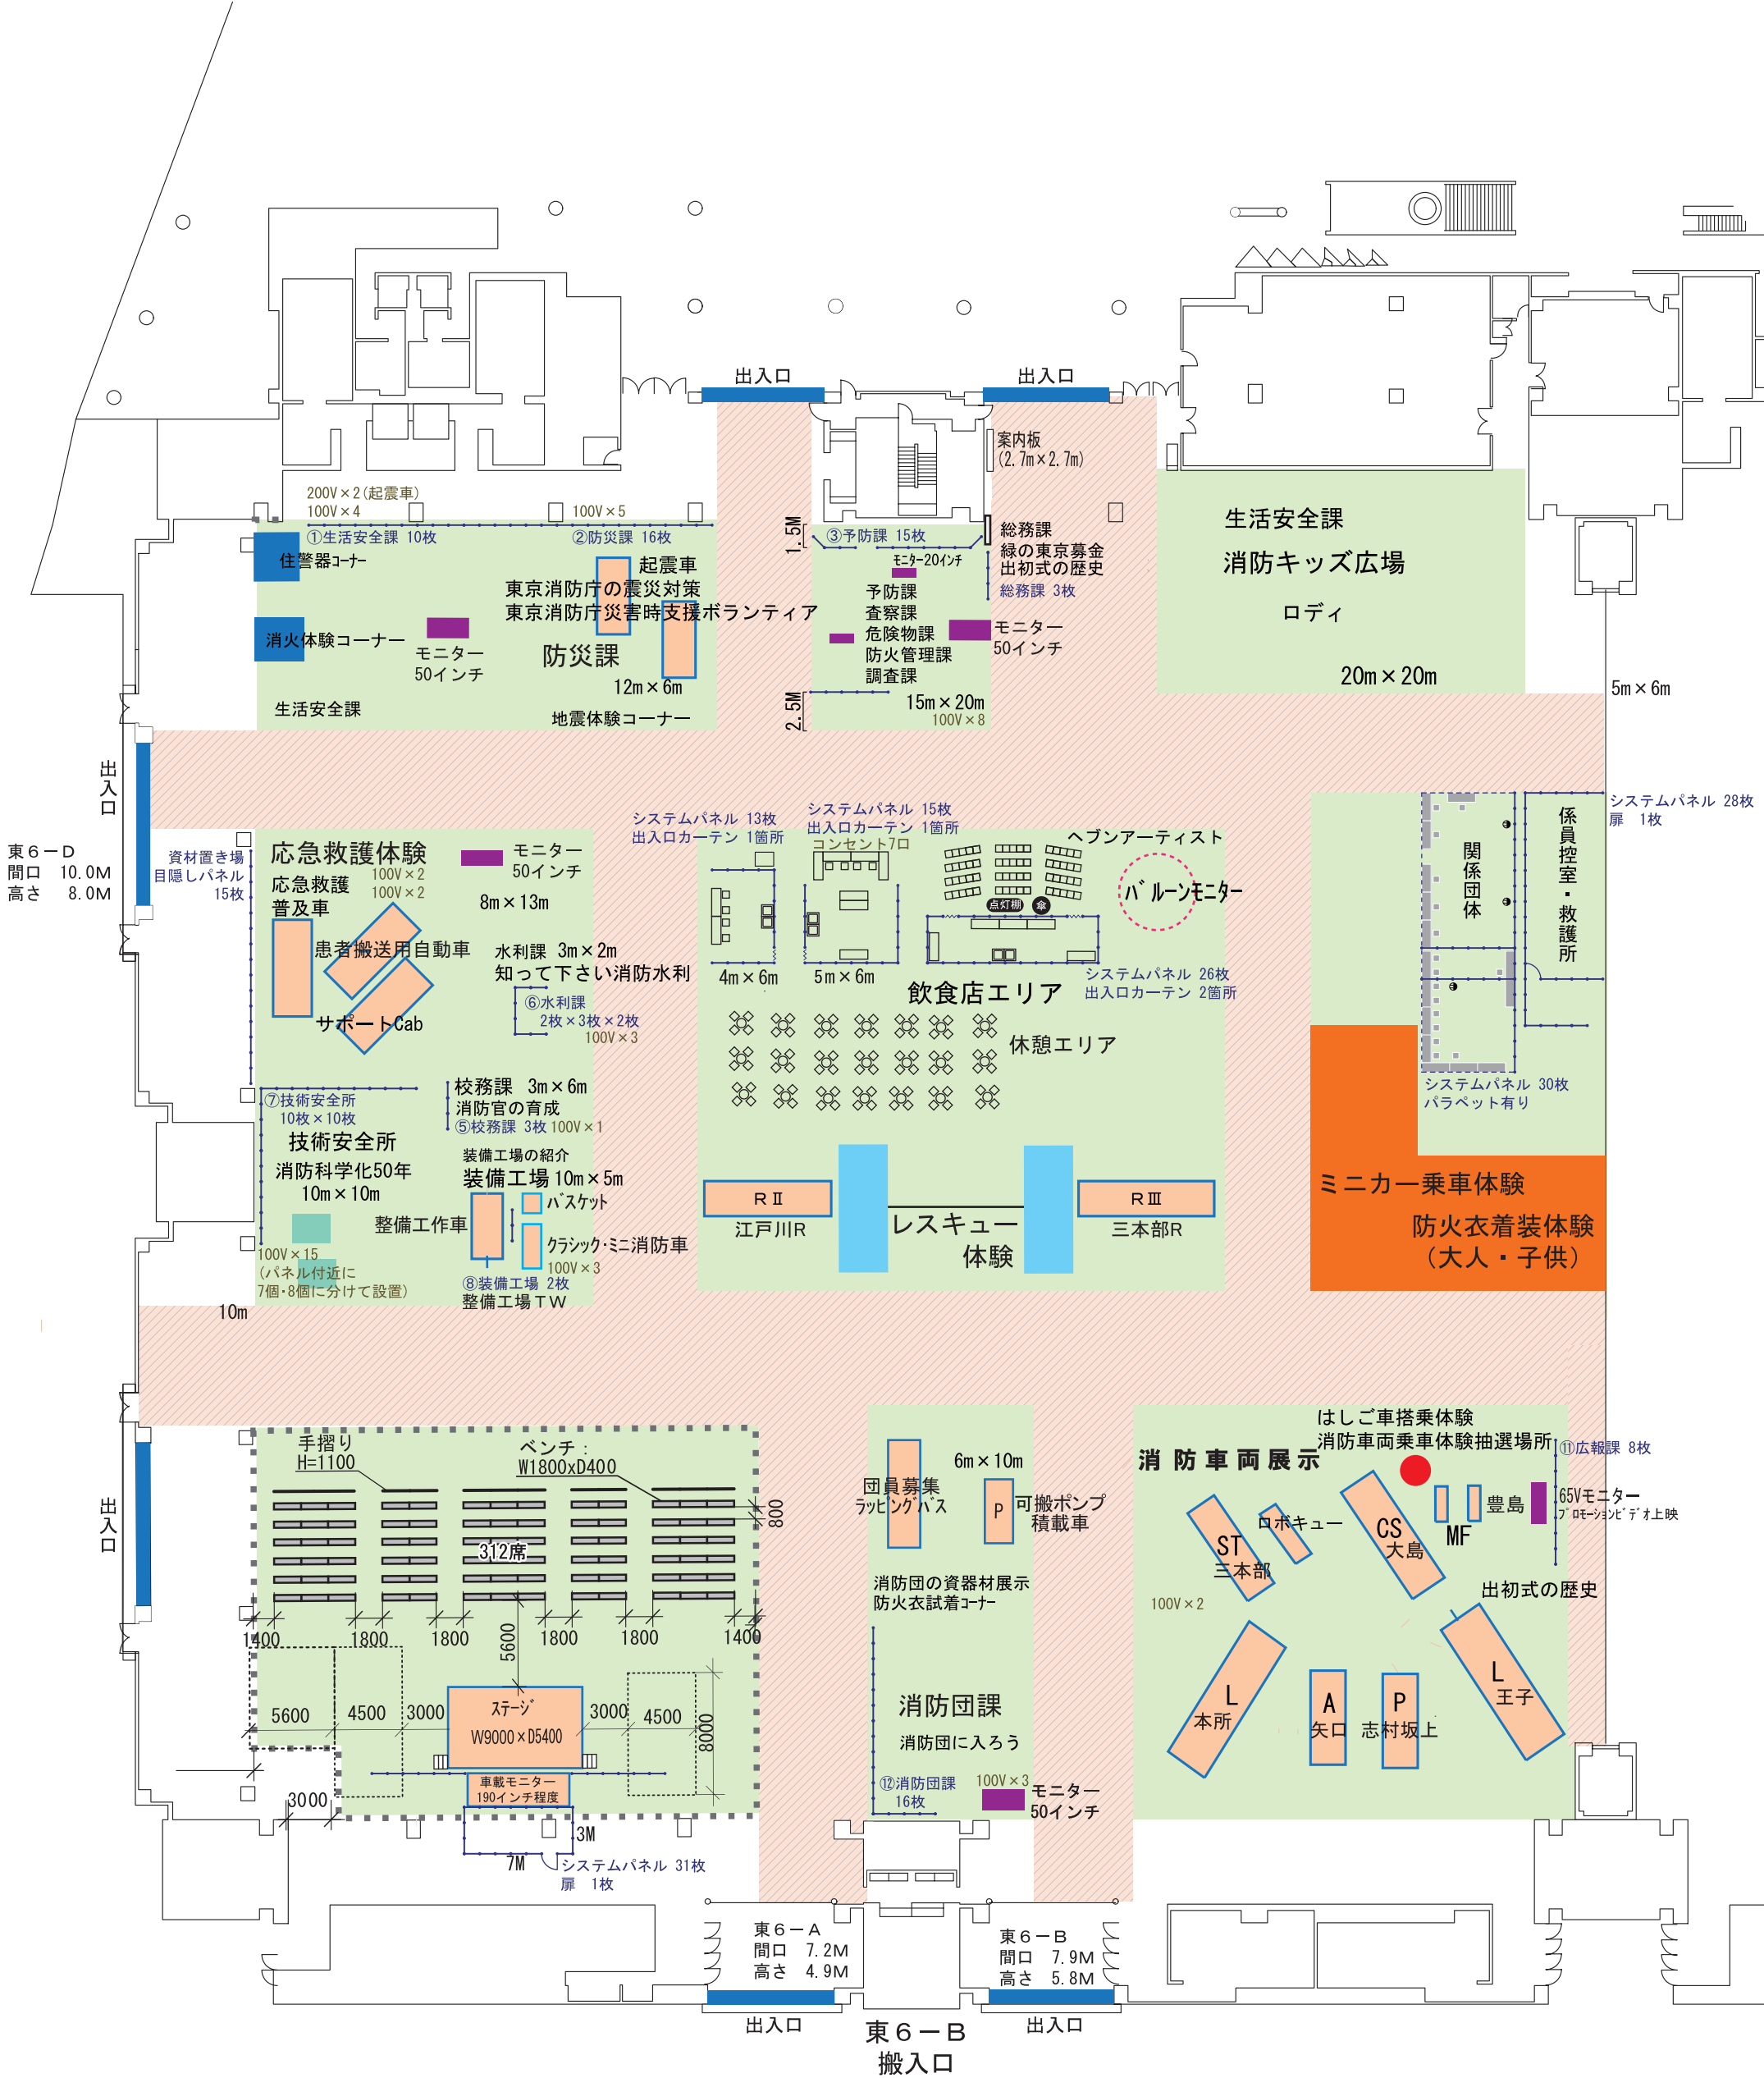 出入口
出入口
案内板
(2.7m×2.7m)
200V×2(起震車)
100V×4
100V×5
①生活安全課 10枚
②防災課 16枚
住警器コーナー
起震車
東京消防庁の震災対策
東京消防庁災害時支援ボランティア
消火体験コーナー
モニター
50インチ
防災課
12m×6m
生活安全課
地震体験コーナー
1.5M
③予防課 15枚
モニター20インチ
予防課
査察課
危険物課
防火管理課
調査課
2.5M
15m×20m
100V×8
総務課
緑の東京募金
出初式の歴史
総務課 3枚
モニター
50インチ
生活安全課
消防キッズ広場
ロディ
20m×20m
5m×6m
出入口
東6-D
間口 10.0M
高さ 8.0M
資材置き場
目隠しパネル
15枚
応急救護体験
100V×2
応急救護
100V×2
普及車
モニター
50インチ
8m×13m
患者搬送用自動車
サポートCab
水利課 3m×2m
知って下さい消防水利
⑥水利課
2枚×3枚×2枚
100V×3
⑦技術安全所
10枚×10枚
技術安全所
消防科学化50年
10m×10m
100V×15
(パネル付近に
7個・8個に分けて設置)
校務課 3m×6m
消防官の育成
⑤校務課 3枚 100V×1
装備工場の紹介
装備工場 10m×5m
バスケット
整備工作車
クラシック・ミニ消防車
100V×3
⑧装備工場 2枚
整備工場TW
10m
システムパネル 13枚
出入口カーテン 1箇所
システムパネル 15枚
出入口カーテン 1箇所
コンセント7口
ヘブンアーティスト
バルーンモニター
点灯棚
傘
4m×6m
5m×6m
システムパネル 26枚
出入口カーテン 2箇所
飲食店エリア
休憩エリア
RⅡ
江戸川R
レスキュー
体験
RⅢ
三本部R
関係団体
係員控室・救護所
システムパネル 28枚
扉 1枚
システムパネル 30枚
パラペット有り
ミニカー乗車体験
防火衣着装体験
(大人・子供)
出入口
手摺り
H=1100
ベンチ:
W1800xD400
800
312席
1400
1800
1800
5600
1800
1800
1400
5600
4500
3000
ステージ
W9000×D5400
3000
4500
8000
車載モニター
190インチ程度
3000
3M
7M
システムパネル 31枚
扉 1枚
団員募集
ラッピングバス
6m×10m
P
可搬ポンプ
積載車
消防団の資器材展示
防火衣試着コーナー
消防団課
消防団に入ろう
⑫消防団課
16枚
100V×3
モニター
50インチ
はしご車搭乗体験
消防車両乗車体験抽選場所
消防車両展示
⑪広報課 8枚
65Vモニター
プロモーションビデオ上映
豊島
MF
CS
大島
ロボキュー
ST
三本部
出初式の歴史
100V×2
L
本所
A
矢口
P
志村坂上
L
王子
東6-A
間口 7.2M
高さ 4.9M
東6-B
間口 7.9M
高さ 5.8M
出入口
出入口
東6-B
搬入口